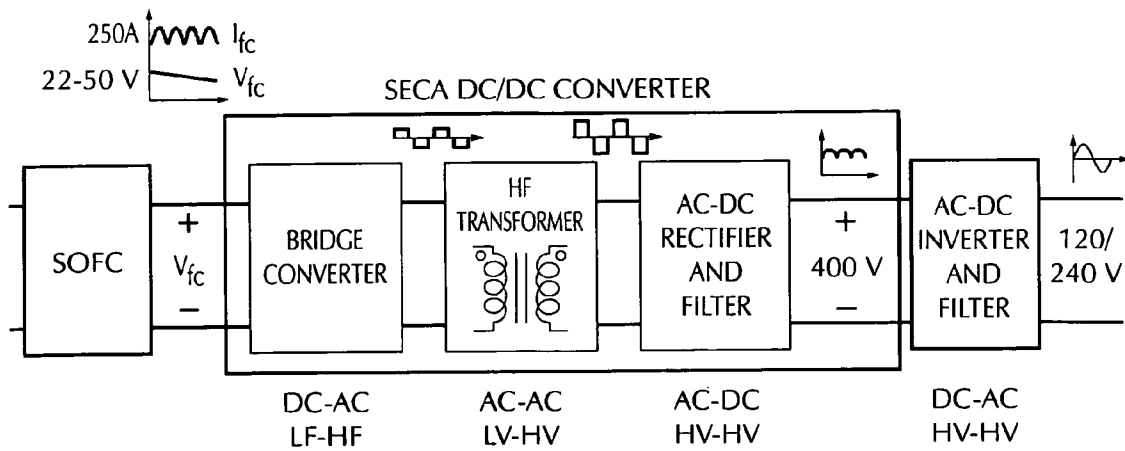 250A I_fc
22-50 V V_fc
SECA DC/DC CONVERTER
SOFC
+
V_fc
−
BRIDGE
CONVERTER
HF
TRANSFORMER
AC-DC
RECTIFIER
AND
FILTER
+
400 V
−
AC-DC
INVERTER
AND
FILTER
120/
240 V
DC-AC
LF-HF
AC-AC
LV-HV
AC-DC
HV-HV
DC-AC
HV-HV